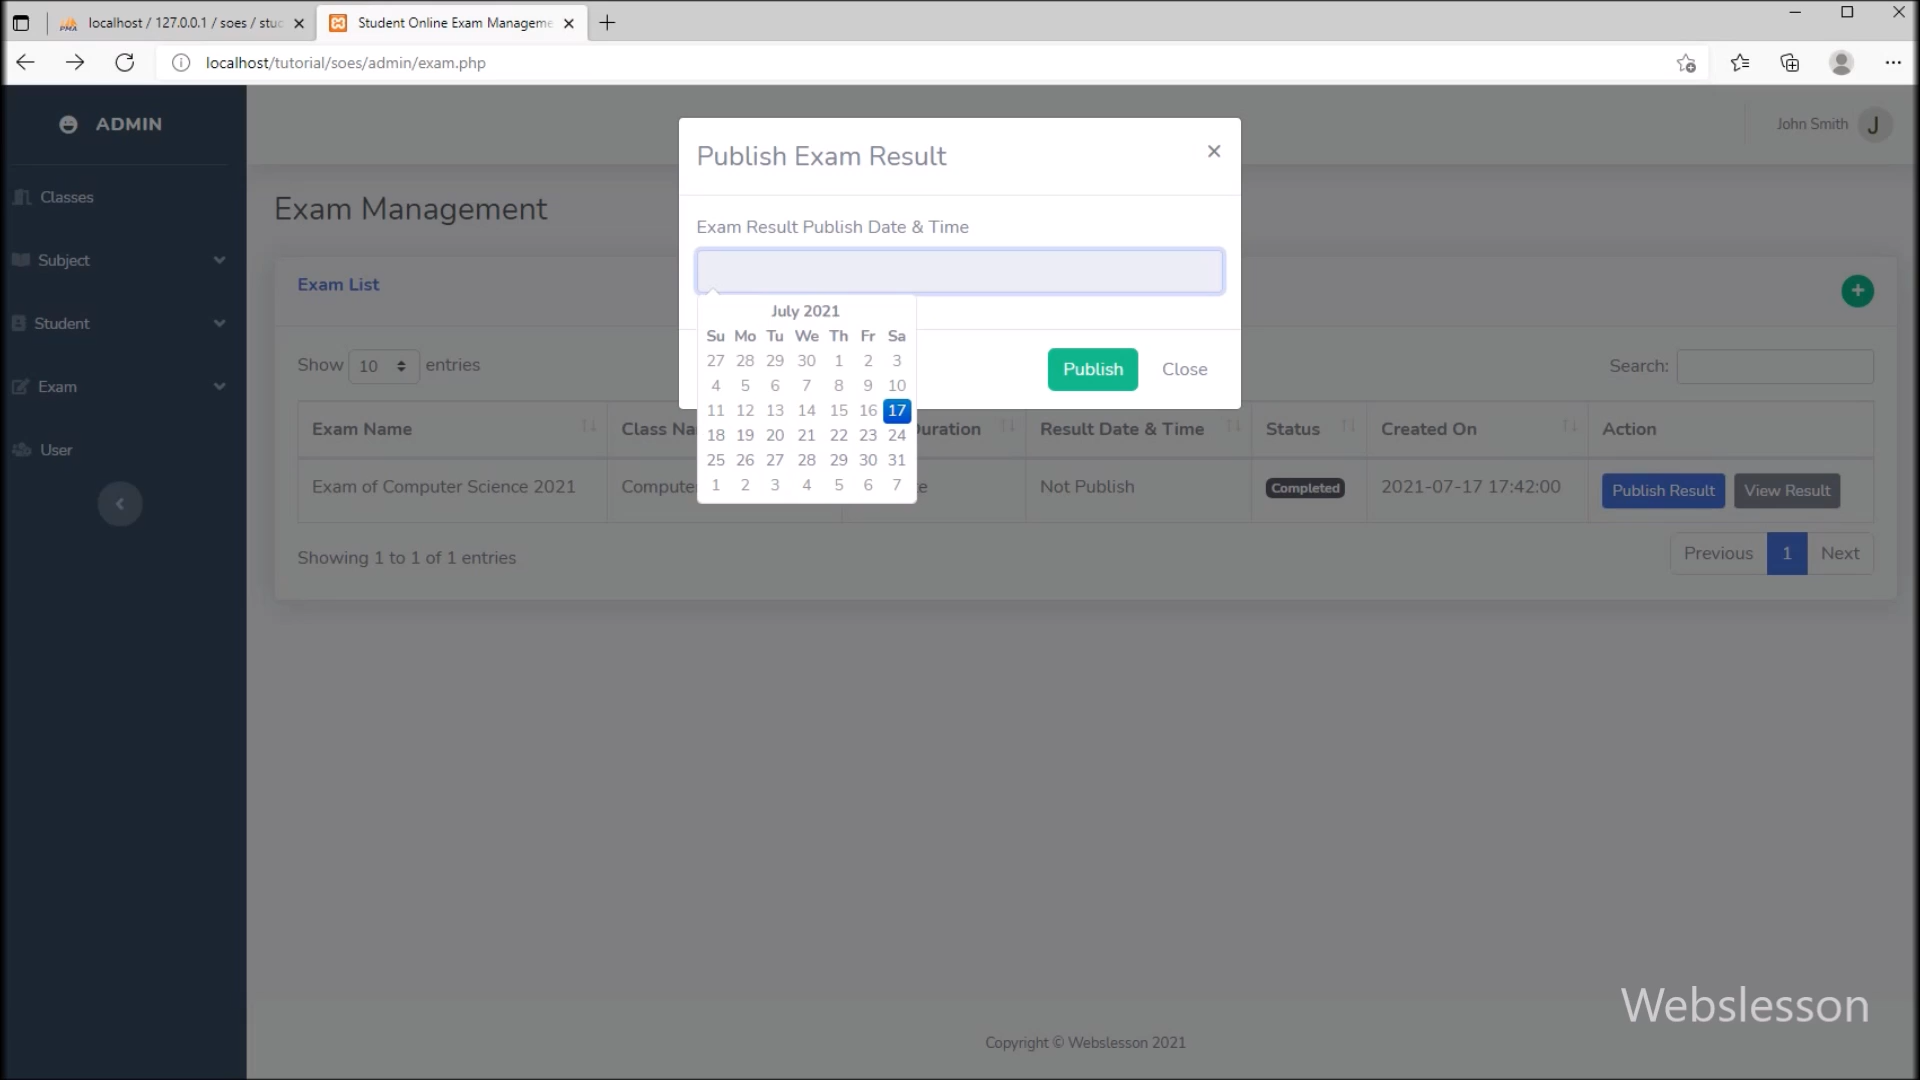 localhost / 127.0.0.1 / soes / stud
Student Online Exam Manageme
localhost/tutorial/soes/admin/exam.php
ADMIN
John Smith J
Classes
Subject
Student
Exam
User
Exam Management
Publish Exam Result
Exam Result Publish Date & Time
Publish Close
July 2021
Su Mo Tu We Th Fr Sa
27 28 29 30 1 2 3
4 5 6 7 8 9 10
11 12 13 14 15 16 17
18 19 20 21 22 23 24
25 26 27 28 29 30 31
1 2 3 4 5 6 7
Exam List
Show 10 entries
Search:
Exam Name Class Na Duration Result Date & Time Status Created On Action
Exam of Computer Science 2021 Compute Not Publish Completed 2021-07-17 17:42:00 Publish Result View Result
Showing 1 to 1 of 1 entries
Previous 1 Next
Webslesson
Copyright © Webslesson 2021